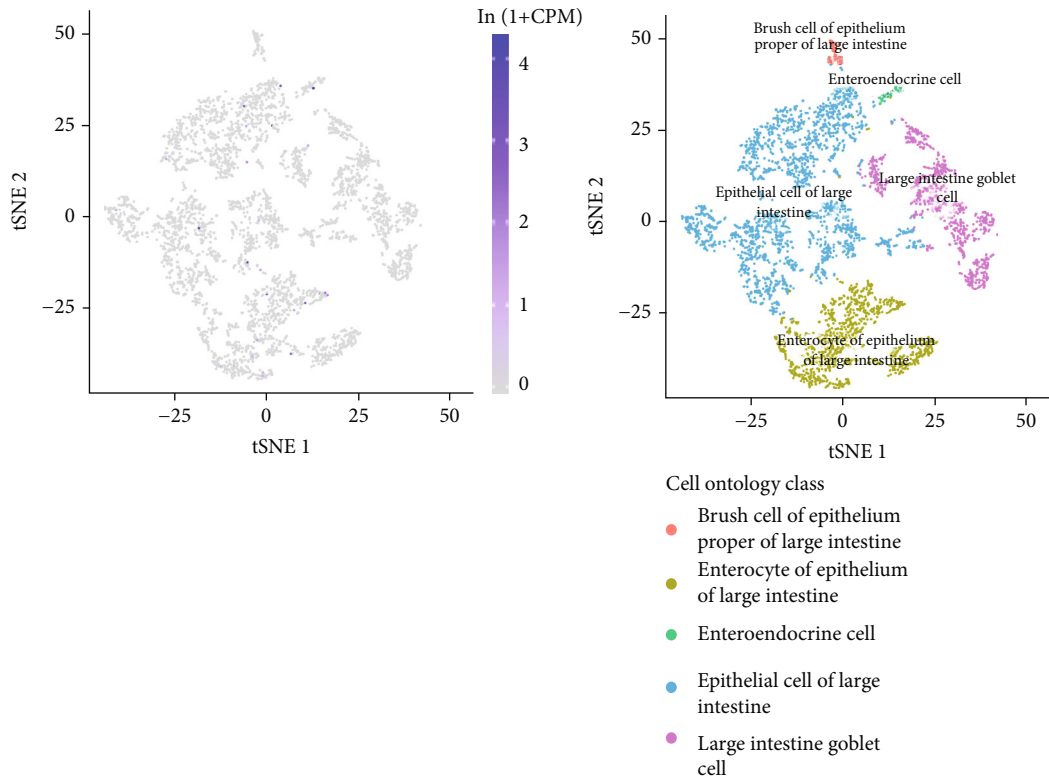 In (1+CPM)
50
25
0
−25
tSNE 2
−25
0
25
50
tSNE 1
4
3
2
1
0
50
25
0
−25
tSNE 2
Brush cell of epithelium
proper of large intestine
Enteroendocrine cell
Large intestine goblet
cell
Epithelial cell of large
intestine
Enterocyte of epithelium
of large intestine
−25
0
25
50
tSNE 1
Cell ontology class
Brush cell of epithelium
proper of large intestine
Enterocyte of epithelium
of large intestine
Enteroendocrine cell
Epithelial cell of large
intestine
Large intestine goblet
cell